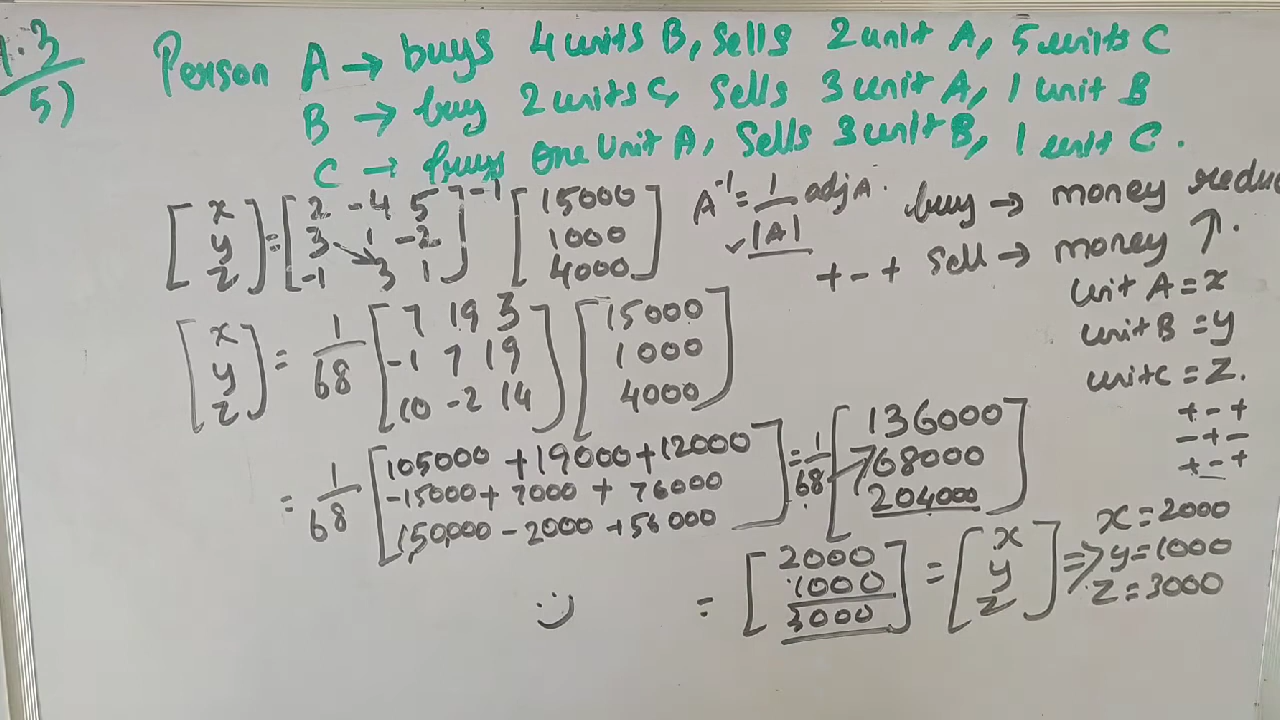 1.3
5)
Person A → buys 4 units B, sells 2 unit A, 5 units C
B → buy 2 units C, sells 3 unit A, 1 unit B
C → buys one unit A, sells 3 unit B, 1 unit C.
[x y z] = [2 -4 5
3 1 -2
-1 3 1]⁻¹ [15000
1000
4000]
A⁻¹ = 1/|A| adj A.
buy → money
+ - + sell → money ↑.
unit A = x
unit B = y
unit C = z.
[x y z] = 1/68 [7 19 3
-1 7 19
10 -2 14] [15000
1000
4000]
+ - +
- + -
+ - +
= 1/68 [105000 + 19000 + 12000
-15000 + 7000 + 76000
150000 - 2000 + 56000]
= 1/68 [136000
68000
204000]
= [2000
1000
3000] = [x y z] ⇒ x = 2000
y = 1000
z = 3000